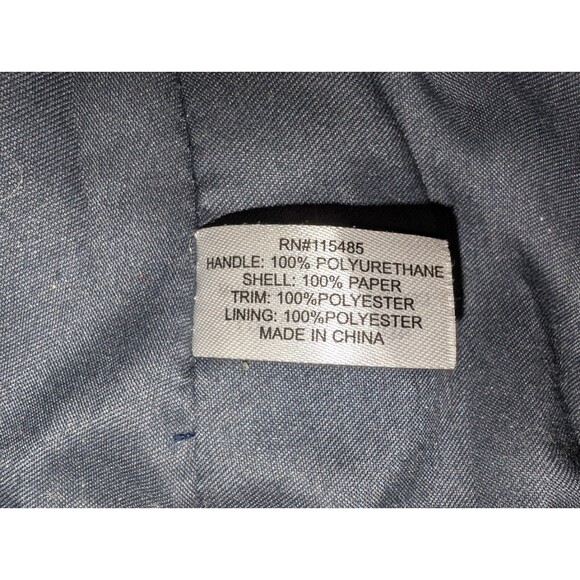 RN#115485
HANDLE: 100% POLYURETHANE
SHELL: 100% PAPER
TRIM: 100%POLYESTER
LINING: 100%POLYESTER
MADE IN CHINA